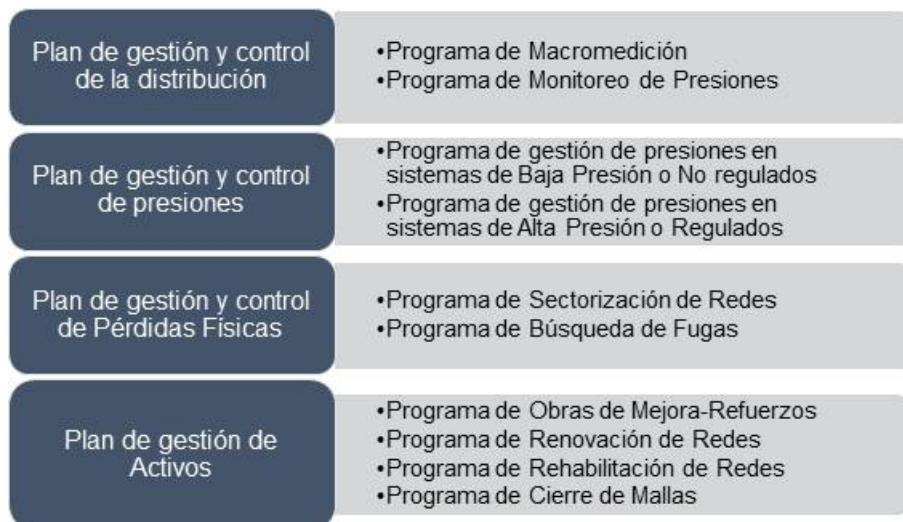 Plan de gestión y control
de la distribución
•Programa de Macromedición
•Programa de Monitoreo de Presiones
Plan de gestión y control
de presiones
•Programa de gestión de presiones en
sistemas de Baja Presión o No regulados
•Programa de gestión de presiones en
sistemas de Alta Presión o Regulados
Plan de gestión y control
de Pérdidas Físicas
•Programa de Sectorización de Redes
•Programa de Búsqueda de Fugas
Plan de gestión de
Activos
•Programa de Obras de Mejora-Refuerzos
•Programa de Renovación de Redes
•Programa de Rehabilitación de Redes
•Programa de Cierre de Mallas